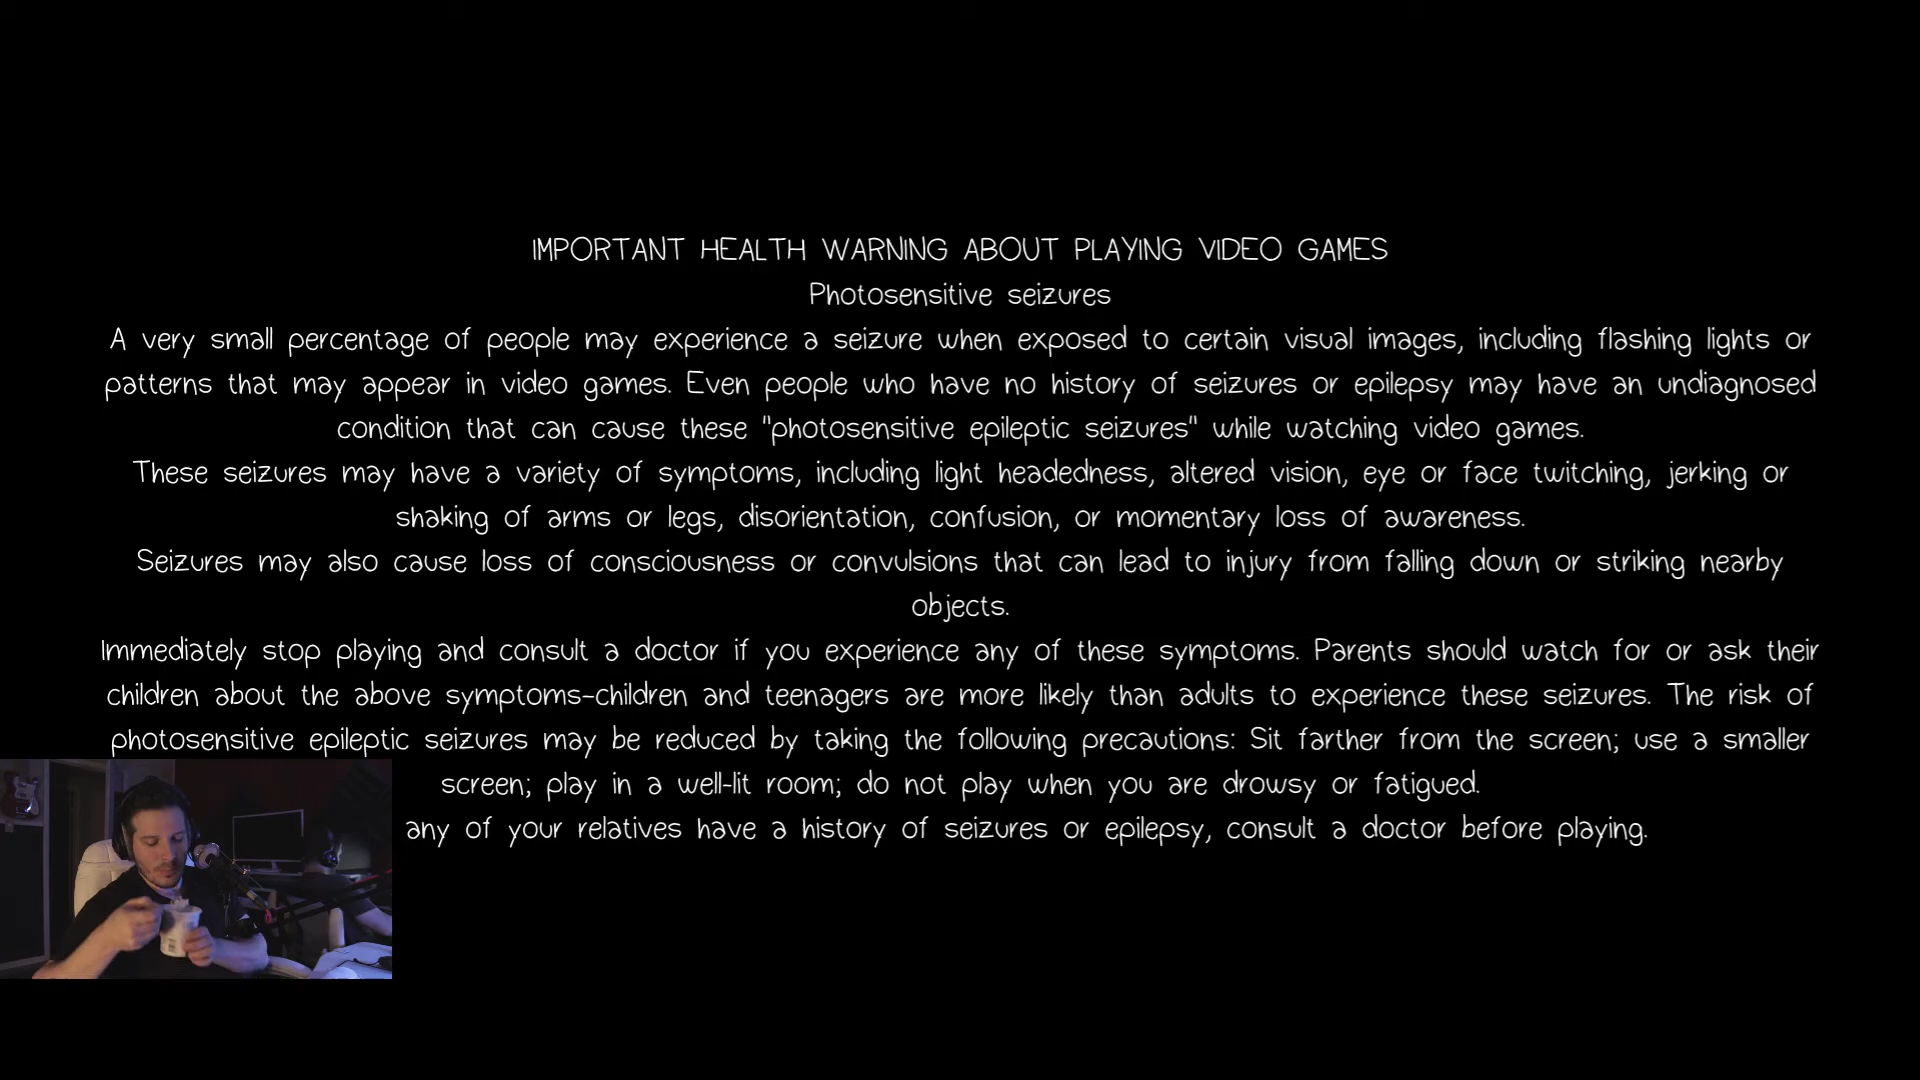 IMPORTANT HEALTH WARNING ABOUT PLAYING VIDEO GAMES
Photosensitive seizures
A very small percentage of people may experience a seizure when exposed to certain visual images, including flashing lights or
patterns that may appear in video games. Even people who have no history of seizures or epilepsy may have an undiagnosed
condition that can cause these "photosensitive epileptic seizures" while watching video games.
These seizures may have a variety of symptoms, including light headedness, altered vision, eye or face twitching, jerking or
shaking of arms or legs, disorientation, confusion, or momentary loss of awareness.
Seizures may also cause loss of consciousness or convulsions that can lead to injury from falling down or striking nearby
objects.
Immediately stop playing and consult a doctor if you experience any of these symptoms. Parents should watch for or ask their
children about the above symptoms-children and teenagers are more likely than adults to experience these seizures. The risk of
photosensitive epileptic seizures may be reduced by taking the following precautions: Sit farther from the screen; use a smaller
screen; play in a well-lit room; do not play when you are drowsy or fatigued.
any of your relatives have a history of seizures or epilepsy, consult a doctor before playing.